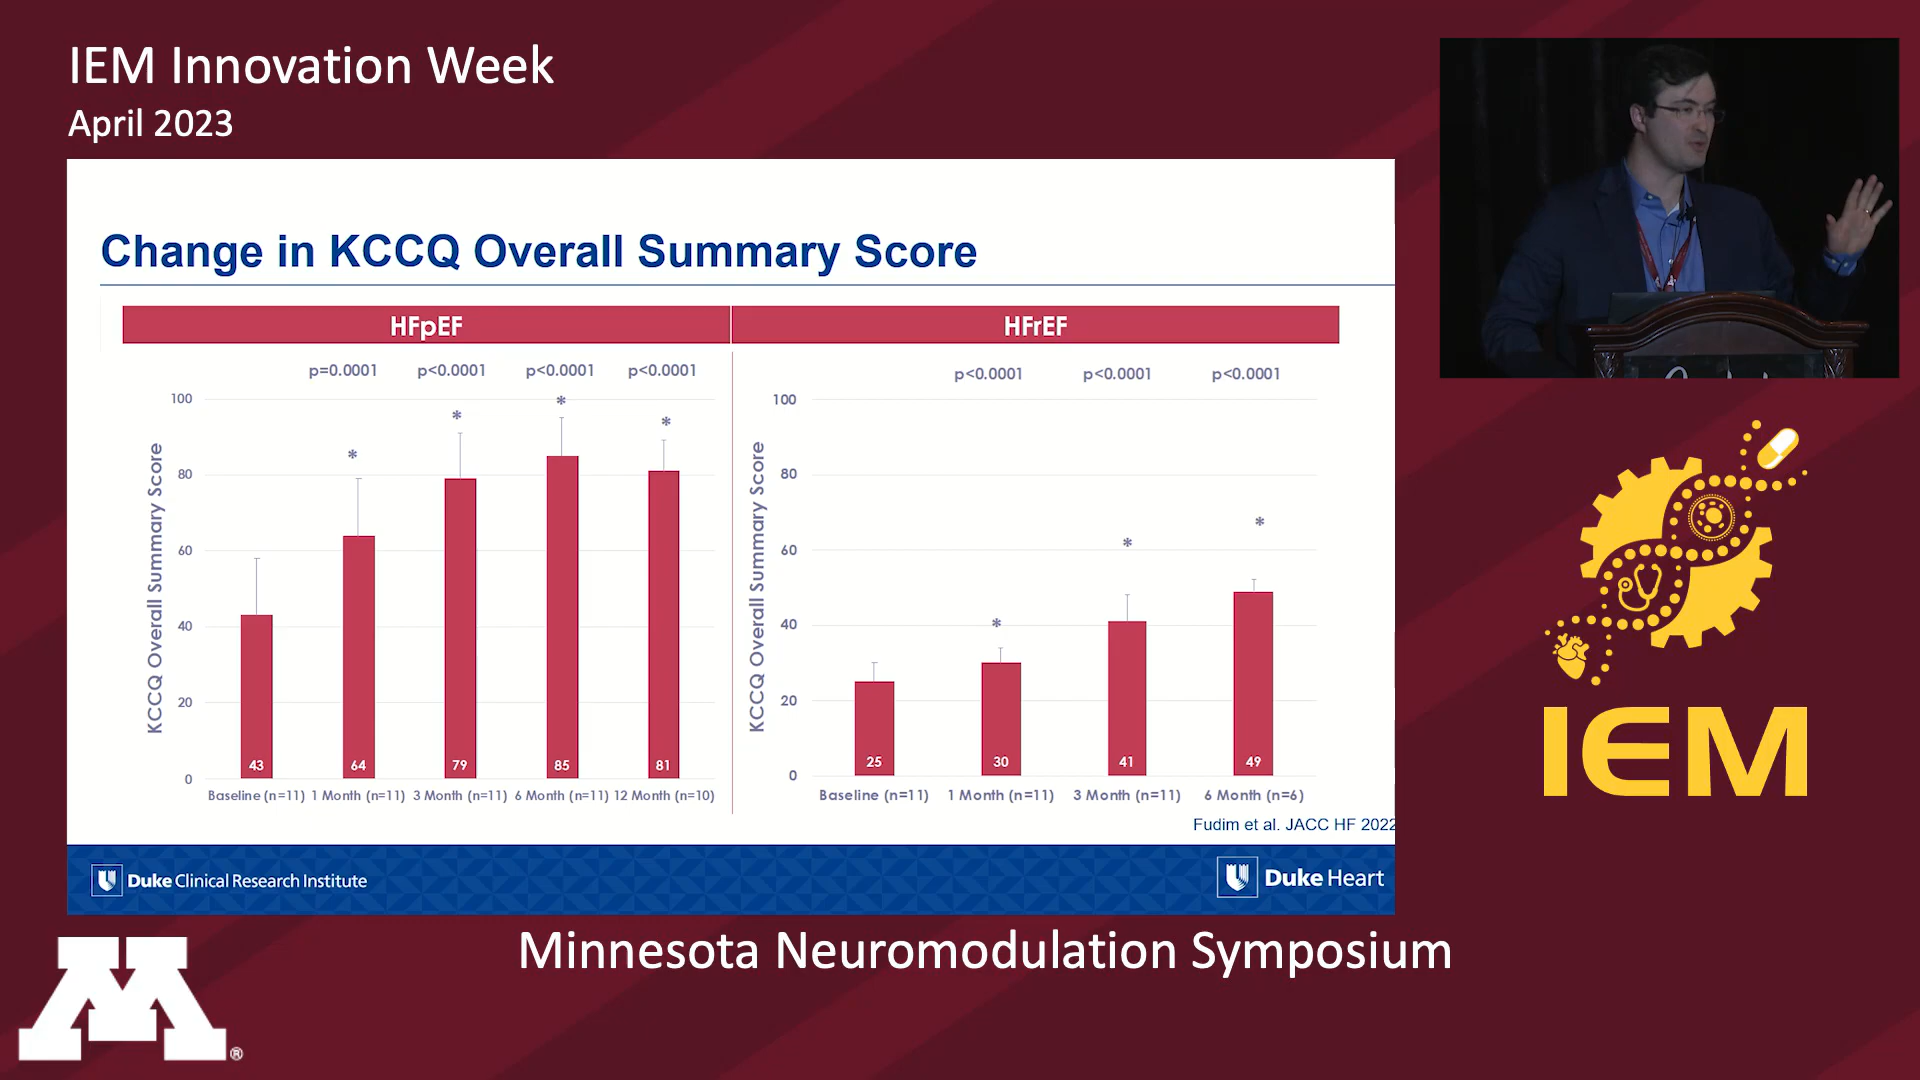 IEM Innovation Week
April 2023
Change in KCCQ Overall Summary Score
HFpEF
HFrEF
p=0.0001 p<0.0001 p<0.0001 p<0.0001
* * * *
KCCQ Overall Summary Score
100
80
60
40
20
0
43 64 79 85 81
Baseline (n=11) 1 Month (n=11) 3 Month (n=11) 6 Month (n=11) 12 Month (n=10)
p<0.0001 p<0.0001 p<0.0001
* * *
KCCQ Overall Summary Score
100
80
60
40
20
0
25 30 41 49
Baseline (n=11) 1 Month (n=11) 3 Month (n=11) 6 Month (n=6)
Fudim et al. JACC HF 2022
Duke Clinical Research Institute
Duke Heart
IEM
Minnesota Neuromodulation Symposium
M®